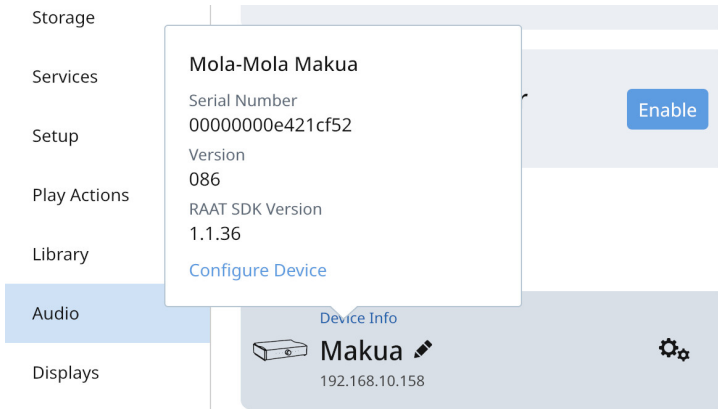 Storage
Services
Setup
Play Actions
Library
Audio
Displays
Mola-Mola Makua
Serial Number
00000000e421cf52
Version
086
RAAT SDK Version
1.1.36
Configure Device
Enable
Device Info
Makua
192.168.10.158